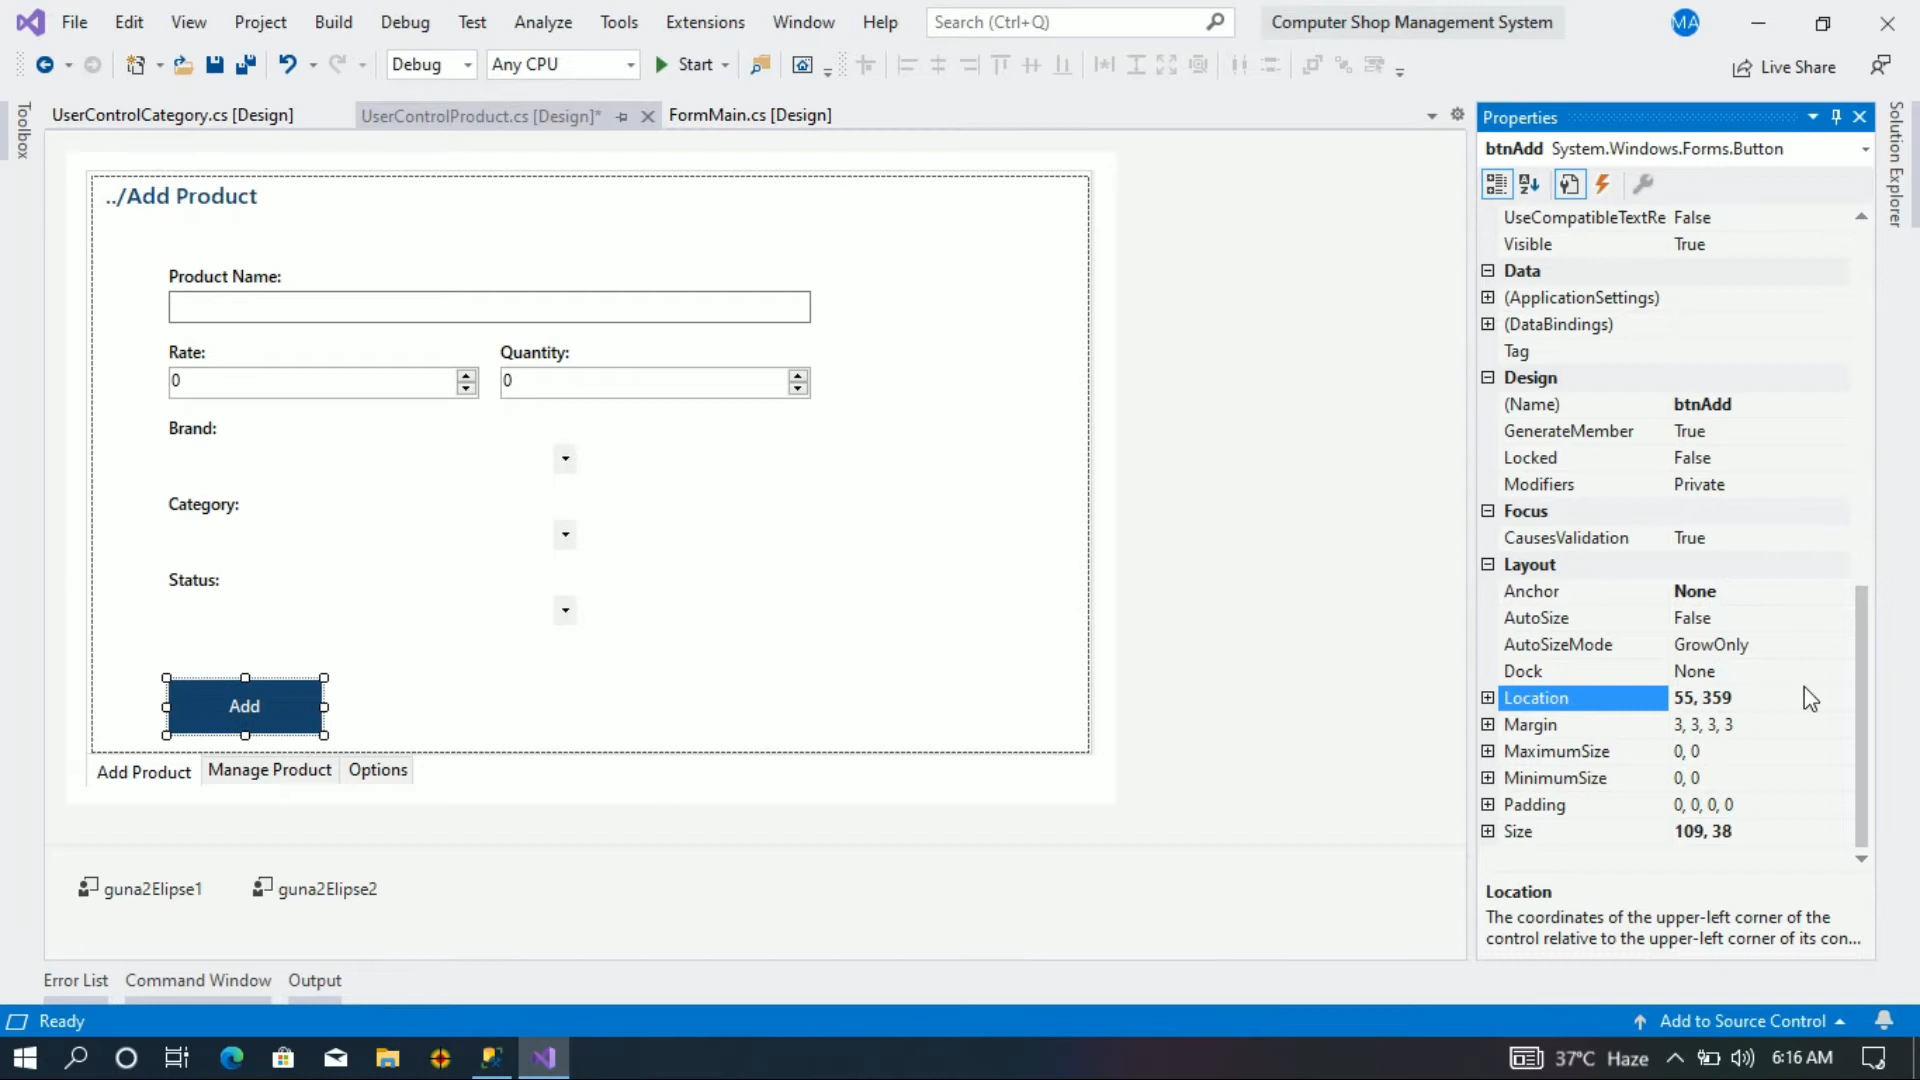 File Edit View Project Build Debug Test Analyze Tools Extensions Window Help Search (Ctrl+Q) Computer Shop Management System MA
Debug Any CPU Start Live Share
Toolbox
UserControlCategory.cs [Design] UserControlProduct.cs [Design]* FormMain.cs [Design]
../Add Product
Product Name:
Rate: Quantity:
0 0
Brand:
Category:
Status:
Add
Add Product Manage Product Options
guna2Elipse1 guna2Elipse2
Properties
btnAdd System.Windows.Forms.Button
UseCompatibleTextRe False
Visible True
Data
(ApplicationSettings)
(DataBindings)
Tag
Design
(Name) btnAdd
GenerateMember True
Locked False
Modifiers Private
Focus
CausesValidation True
Layout
Anchor None
AutoSize False
AutoSizeMode GrowOnly
Dock None
Location 55, 359
Margin 3, 3, 3, 3
MaximumSize 0, 0
MinimumSize 0, 0
Padding 0, 0, 0, 0
Size 109, 38
Location
The coordinates of the upper-left corner of the
control relative to the upper-left corner of its con...
Solution Explorer
Error List Command Window Output
Ready Add to Source Control
37°C Haze 6:16 AM